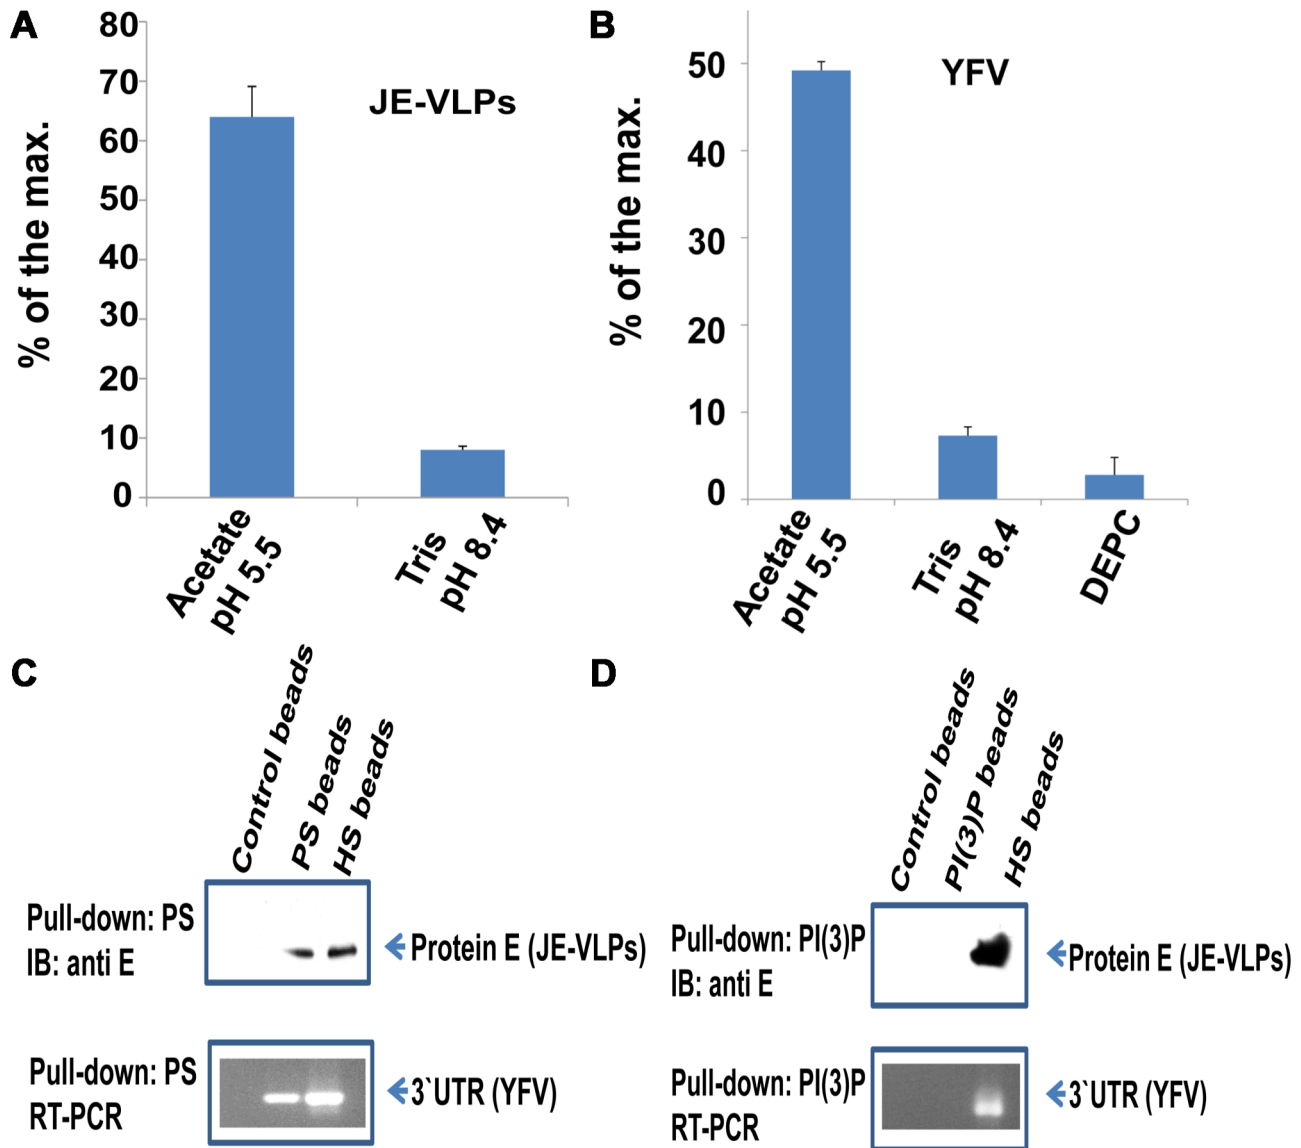 A
% of the max.
80
70
60
50
40
30
20
10
0
JE-VLPs
Acetate
pH 5.5
Tris
pH 8.4
B
% of the max.
50
40
30
20
10
0
YFV
Acetate
pH 5.5
Tris
pH 8.4
DEPC
C
Control beads
PS beads
HS beads
Pull-down: PS
IB: anti E
Protein E (JE-VLPs)
Pull-down: PS
RT-PCR
3`UTR (YFV)
D
Control beads
PI(3)P beads
HS beads
Pull-down: PI(3)P
IB: anti E
Protein E (JE-VLPs)
Pull-down: PI(3)P
RT-PCR
3`UTR (YFV)